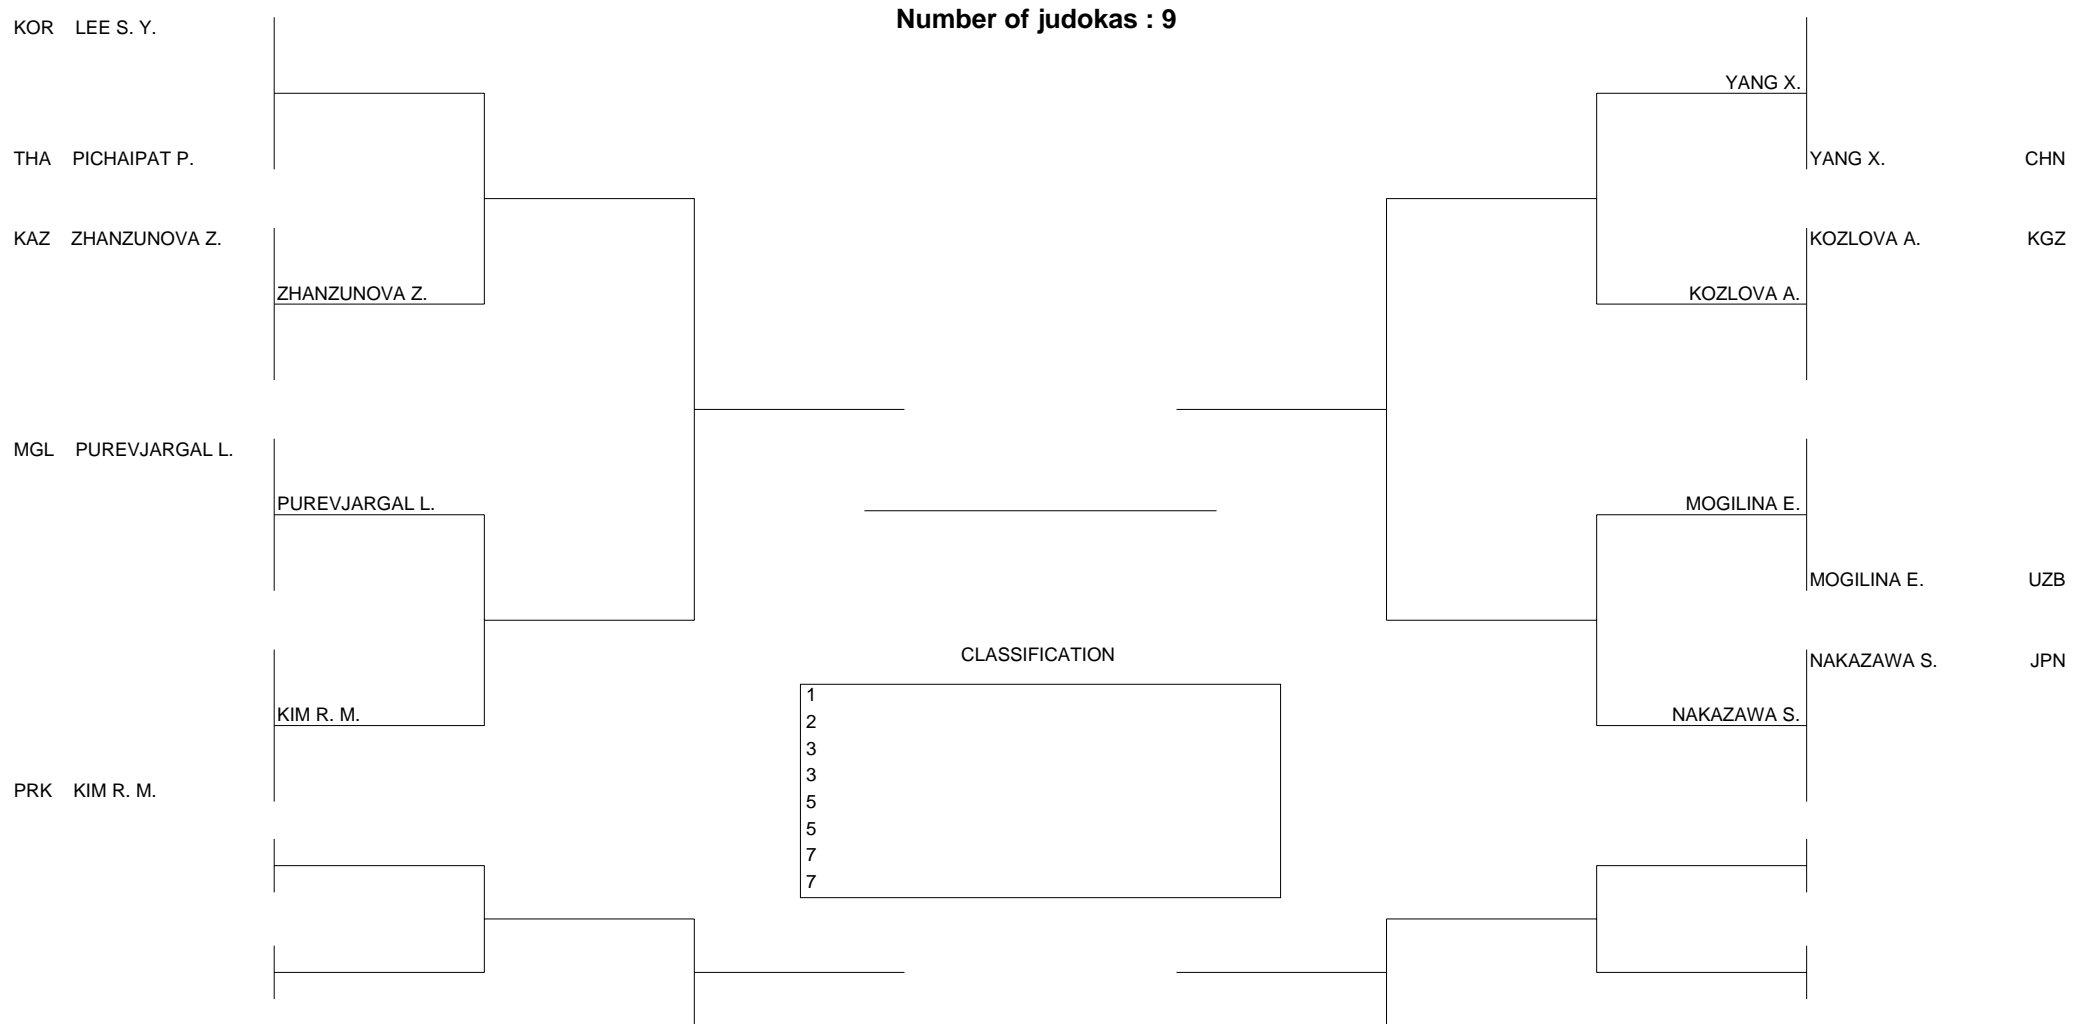 Number of judokas : 9
KOR LEE S. Y.
YANG X.
THA PICHAIPAT P.
YANG X. CHN
KAZ ZHANZUNOVA Z.
KOZLOVA A. KGZ
ZHANZUNOVA Z.
KOZLOVA A.
MGL PUREVJARGAL L.
PUREVJARGAL L.
MOGILINA E.
MOGILINA E. UZB
CLASSIFICATION
NAKAZAWA S. JPN
1
KIM R. M.
NAKAZAWA S.
2
3
3
PRK KIM R. M.
5
5
7
7